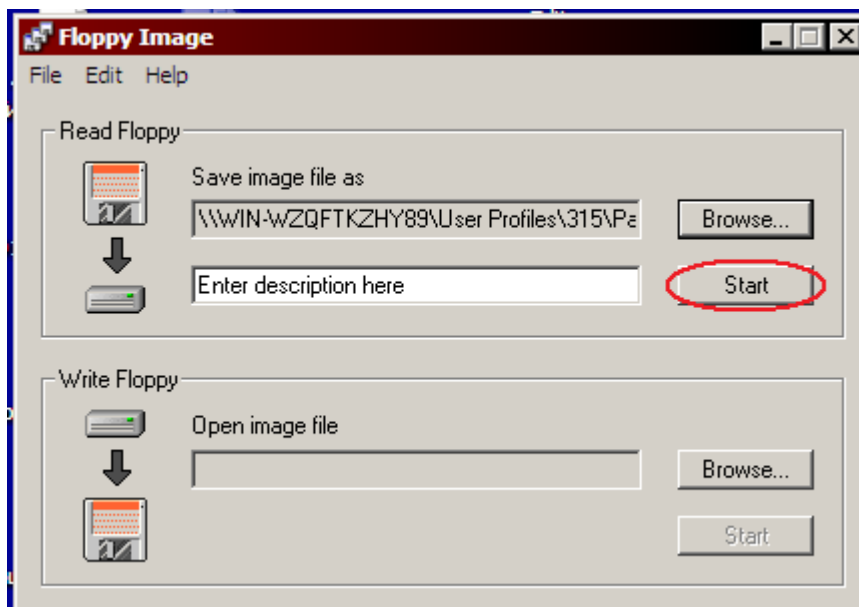 Floppy Image
File Edit Help
Read Floppy
Save image file as
\\WIN-WZQFTKZHY89\User Profiles\315\Pa
Browse...
Enter description here
Start
Write Floppy
Open image file
Browse...
Start